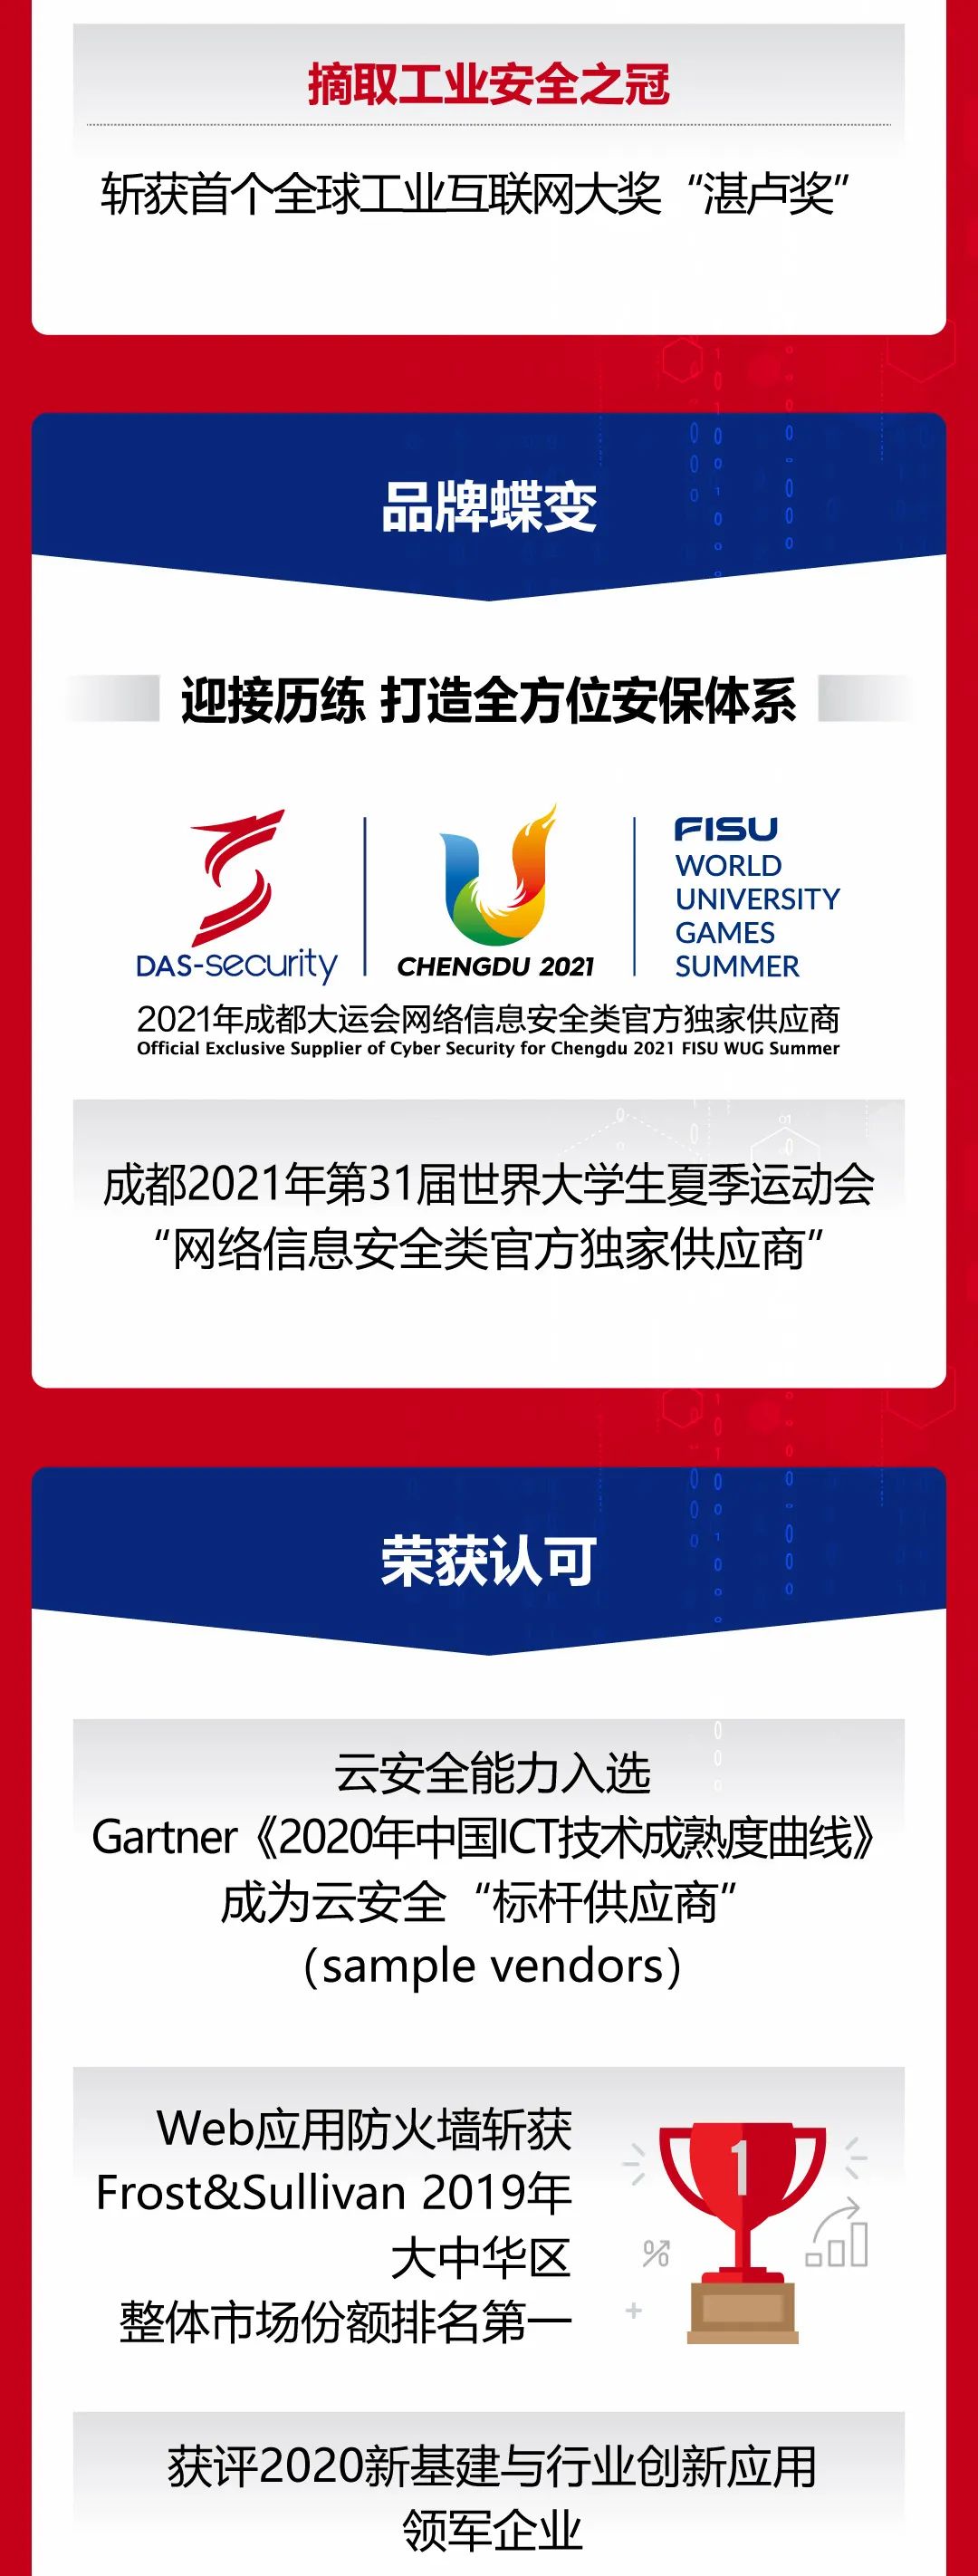 摘取工业安全之冠
斩获首个全球工业互联网大奖“湛卢奖”
品牌蝶变
迎接历练 打造全方位安保体系
DAS-security
CHENGDU 2021
FISU
WORLD
UNIVERSITY
GAMES
SUMMER
2021年成都大运会网络信息安全类官方独家供应商
Official Exclusive Supplier of Cyber Security for Chengdu 2021 FISU WUG Summer
成都2021年第31届世界大学生夏季运动会
“网络信息安全类官方独家供应商”
荣获认可
云安全能力入选
Gartner《2020年中国ICT技术成熟度曲线》
成为云安全“标杆供应商”
（sample vendors）
Web应用防火墙斩获
Frost&Sullivan 2019年
大中华区
整体市场份额排名第一
1
%
获评2020新基建与行业创新应用
领军企业